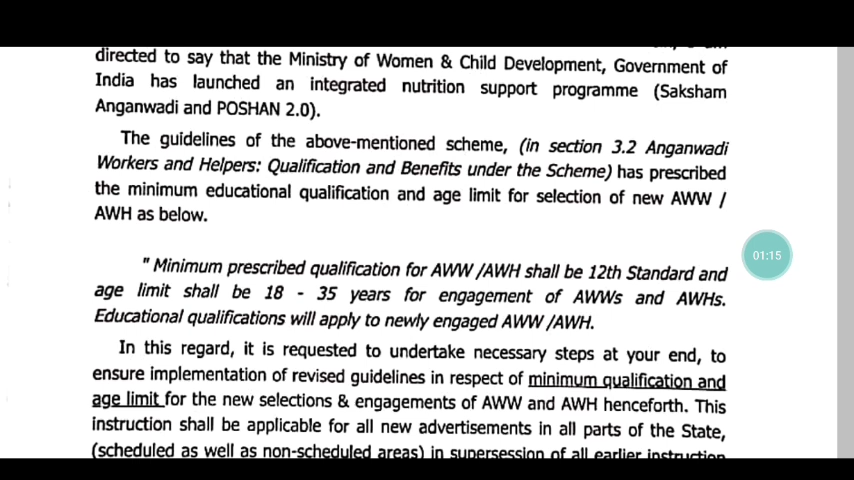 directed to say that the Ministry of Women & Child Development, Government of
India has launched an integrated nutrition support programme (Saksham
Anganwadi and POSHAN 2.0).
The guidelines of the above-mentioned scheme, (in section 3.2 Anganwadi
Workers and Helpers: Qualification and Benefits under the Scheme) has prescribed
the minimum educational qualification and age limit for selection of new AWW /
AWH as below.
" Minimum prescribed qualification for AWW /AWH shall be 12th Standard and
age limit shall be 18 - 35 years for engagement of AWWs and AWHs.
Educational qualifications will apply to newly engaged AWW /AWH.
01:15
In this regard, it is requested to undertake necessary steps at your end, to
ensure implementation of revised guidelines in respect of minimum qualification and
age limit for the new selections & engagements of AWW and AWH henceforth. This
instruction shall be applicable for all new advertisements in all parts of the State,
(scheduled as well as non-scheduled areas) in supersession of all earlier instruction